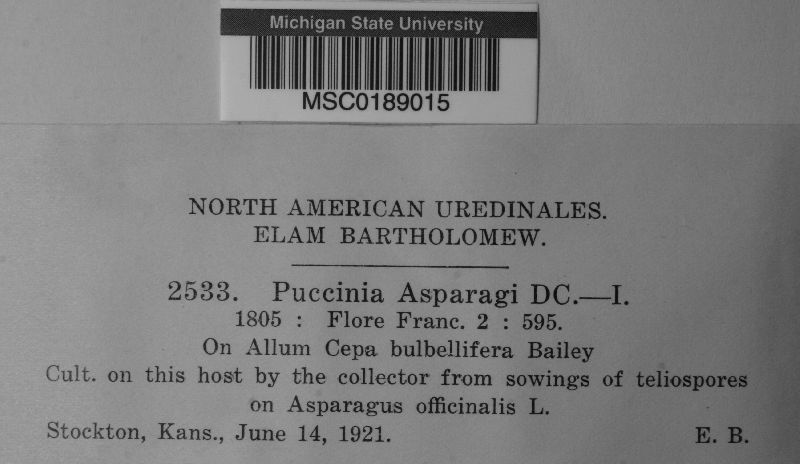 Michigan State University
MSC0189015
NORTH AMERICAN UREDINALES.
ELAM BARTHOLOMEW.
2533. Puccinia Asparagi DC.—I.
1805 : Flore Franc. 2 : 595.
On Allum Cepa bulbellifera Bailey
Cult. on this host by the collector from sowings of teliospores
on Asparagus officinalis L.
Stockton, Kans., June 14, 1921. E. B.